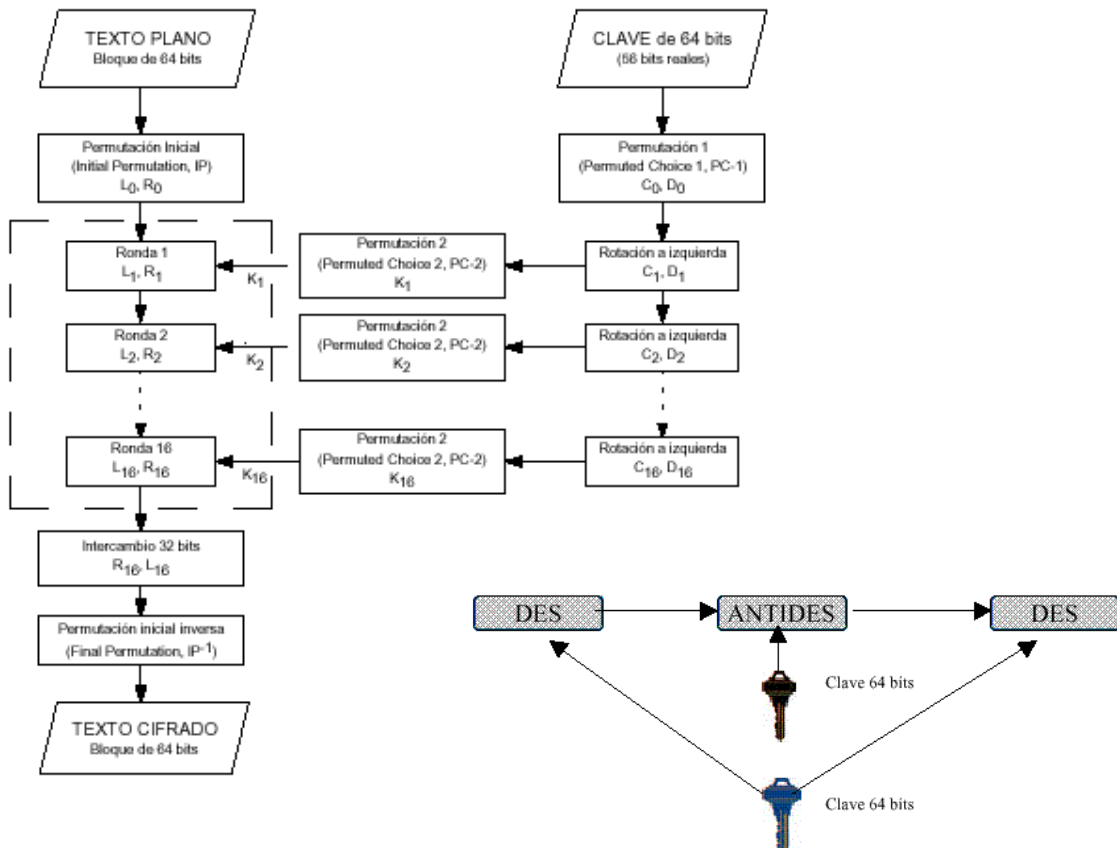 TEXTO PLANO
Bloque de 64 bits
CLAVE de 64 bits
(56 bits reales)
Permutación Inicial
(Initial Permutation, IP)
L0, R0
Permutación 1
(Permuted Choice 1, PC-1)
C0, D0
Ronda 1
L1, R1
K1
Permutación 2
(Permuted Choice 2, PC-2)
K1
Rotación a izquierda
C1, D1
Ronda 2
L2, R2
K2
Permutación 2
(Permuted Choice 2, PC-2)
K2
Rotación a izquierda
C2, D2
Ronda 16
L16, R16
K16
Permutación 2
(Permuted Choice 2, PC-2)
K16
Rotación a izquierda
C16, D16
Intercambio 32 bits
R16, L16
Permutación inicial inversa
(Final Permutation, IP-1)
TEXTO CIFRADO
Bloque de 64 bits
DES
ANTIDES
DES
Clave 64 bits
Clave 64 bits